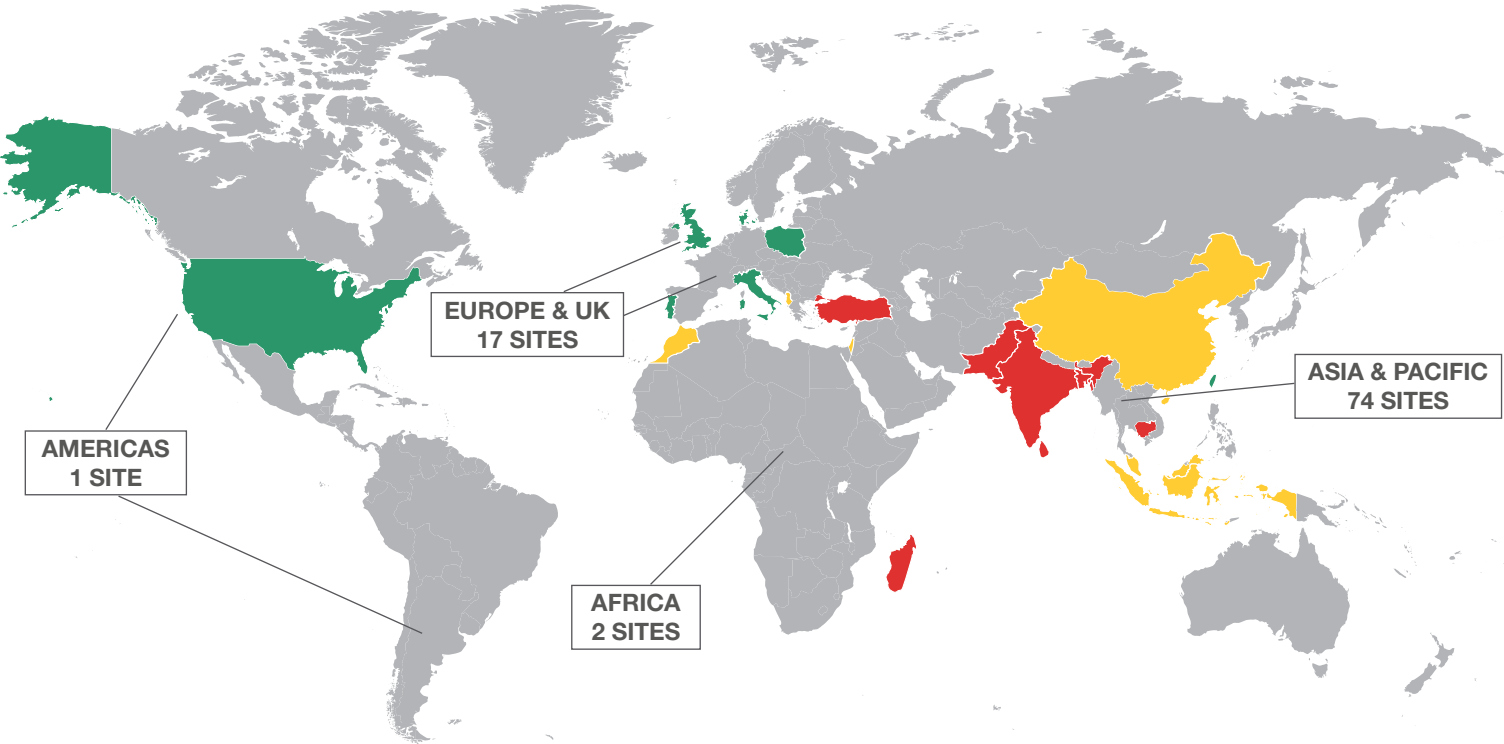 EUROPE & UK
17 SITES
ASIA & PACIFIC
74 SITES
AMERICAS
1 SITE
AFRICA
2 SITES